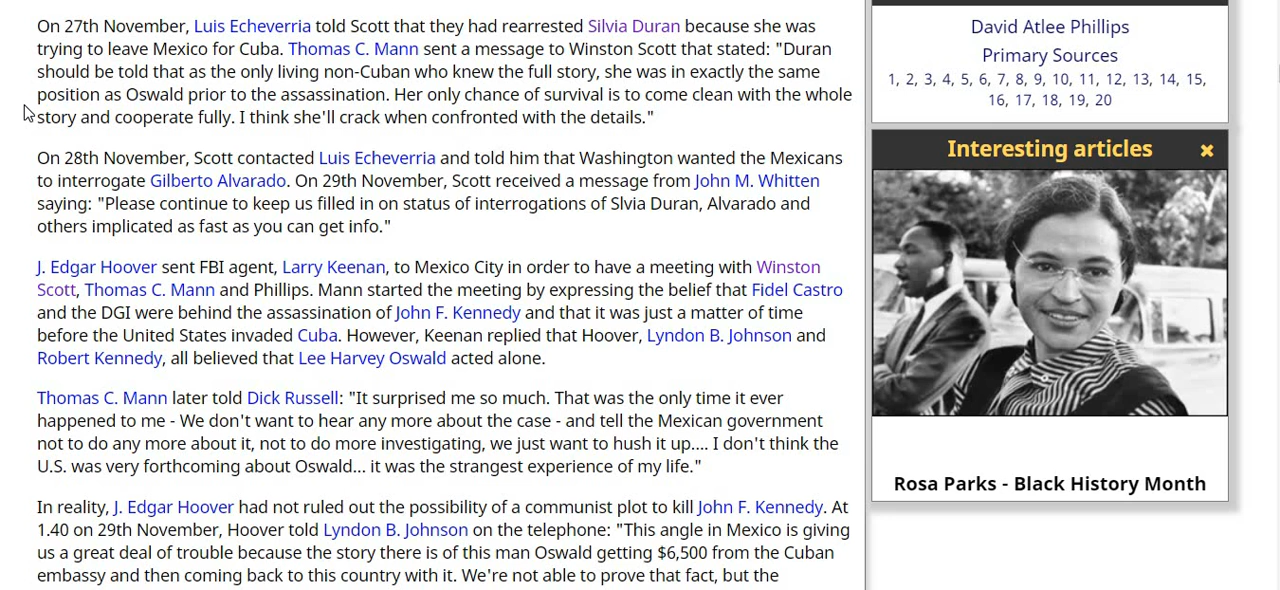 On 27th November, Luis Echeverria told Scott that they had rearrested Silvia Duran because she was
trying to leave Mexico for Cuba. Thomas C. Mann sent a message to Winston Scott that stated: "Duran
should be told that as the only living non-Cuban who knew the full story, she was in exactly the same
position as Oswald prior to the assassination. Her only chance of survival is to come clean with the whole
story and cooperate fully. I think she'll crack when confronted with the details."
On 28th November, Scott contacted Luis Echeverria and told him that Washington wanted the Mexicans
to interrogate Gilberto Alvarado. On 29th November, Scott received a message from John M. Whitten
saying: "Please continue to keep us filled in on status of interrogations of Slvia Duran, Alvarado and
others implicated as fast as you can get info."
J. Edgar Hoover sent FBI agent, Larry Keenan, to Mexico City in order to have a meeting with Winston
Scott, Thomas C. Mann and Phillips. Mann started the meeting by expressing the belief that Fidel Castro
and the DGI were behind the assassination of John F. Kennedy and that it was just a matter of time
before the United States invaded Cuba. However, Keenan replied that Hoover, Lyndon B. Johnson and
Robert Kennedy, all believed that Lee Harvey Oswald acted alone.
Thomas C. Mann later told Dick Russell: "It surprised me so much. That was the only time it ever
happened to me - We don't want to hear any more about the case - and tell the Mexican government
not to do any more about it, not to do more investigating, we just want to hush it up.... I don't think the
U.S. was very forthcoming about Oswald... it was the strangest experience of my life."
In reality, J. Edgar Hoover had not ruled out the possibility of a communist plot to kill John F. Kennedy. At
1.40 on 29th November, Hoover told Lyndon B. Johnson on the telephone: "This angle in Mexico is giving
us a great deal of trouble because the story there is of this man Oswald getting $6,500 from the Cuban
embassy and then coming back to this country with it. We're not able to prove that fact, but the
David Atlee Phillips
Primary Sources
1, 2, 3, 4, 5, 6, 7, 8, 9, 10, 11, 12, 13, 14, 15,
16, 17, 18, 19, 20
Interesting articles
Rosa Parks - Black History Month